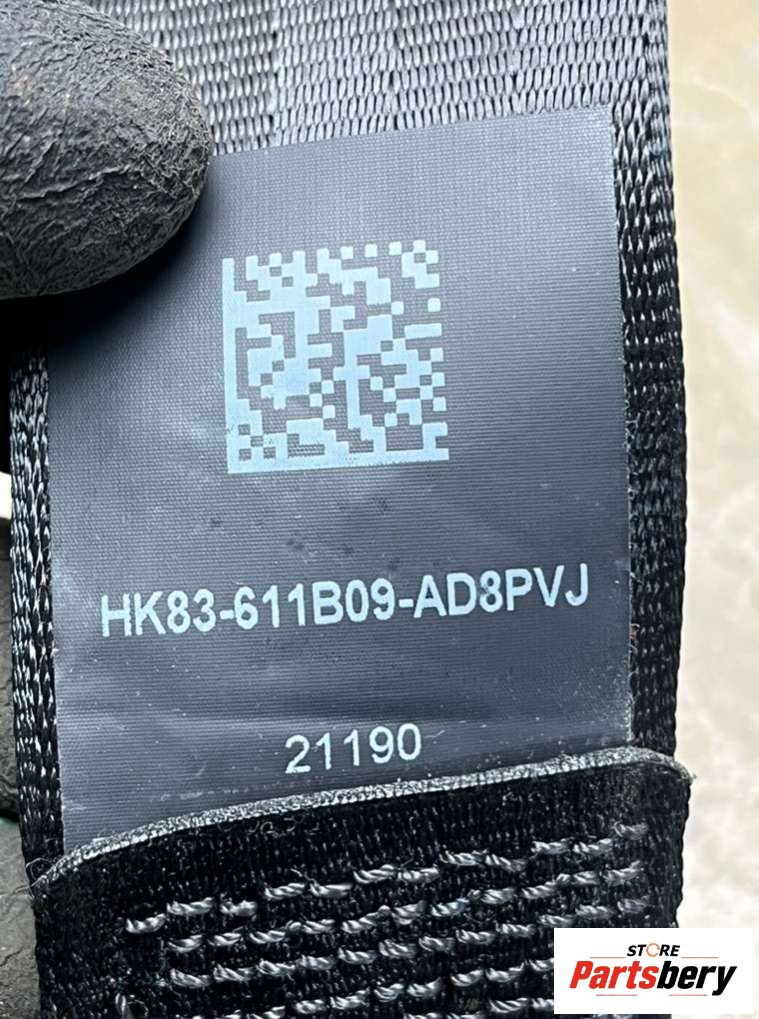 HK83-611B09-AD8PVJ
21190
STORE
Partsbery